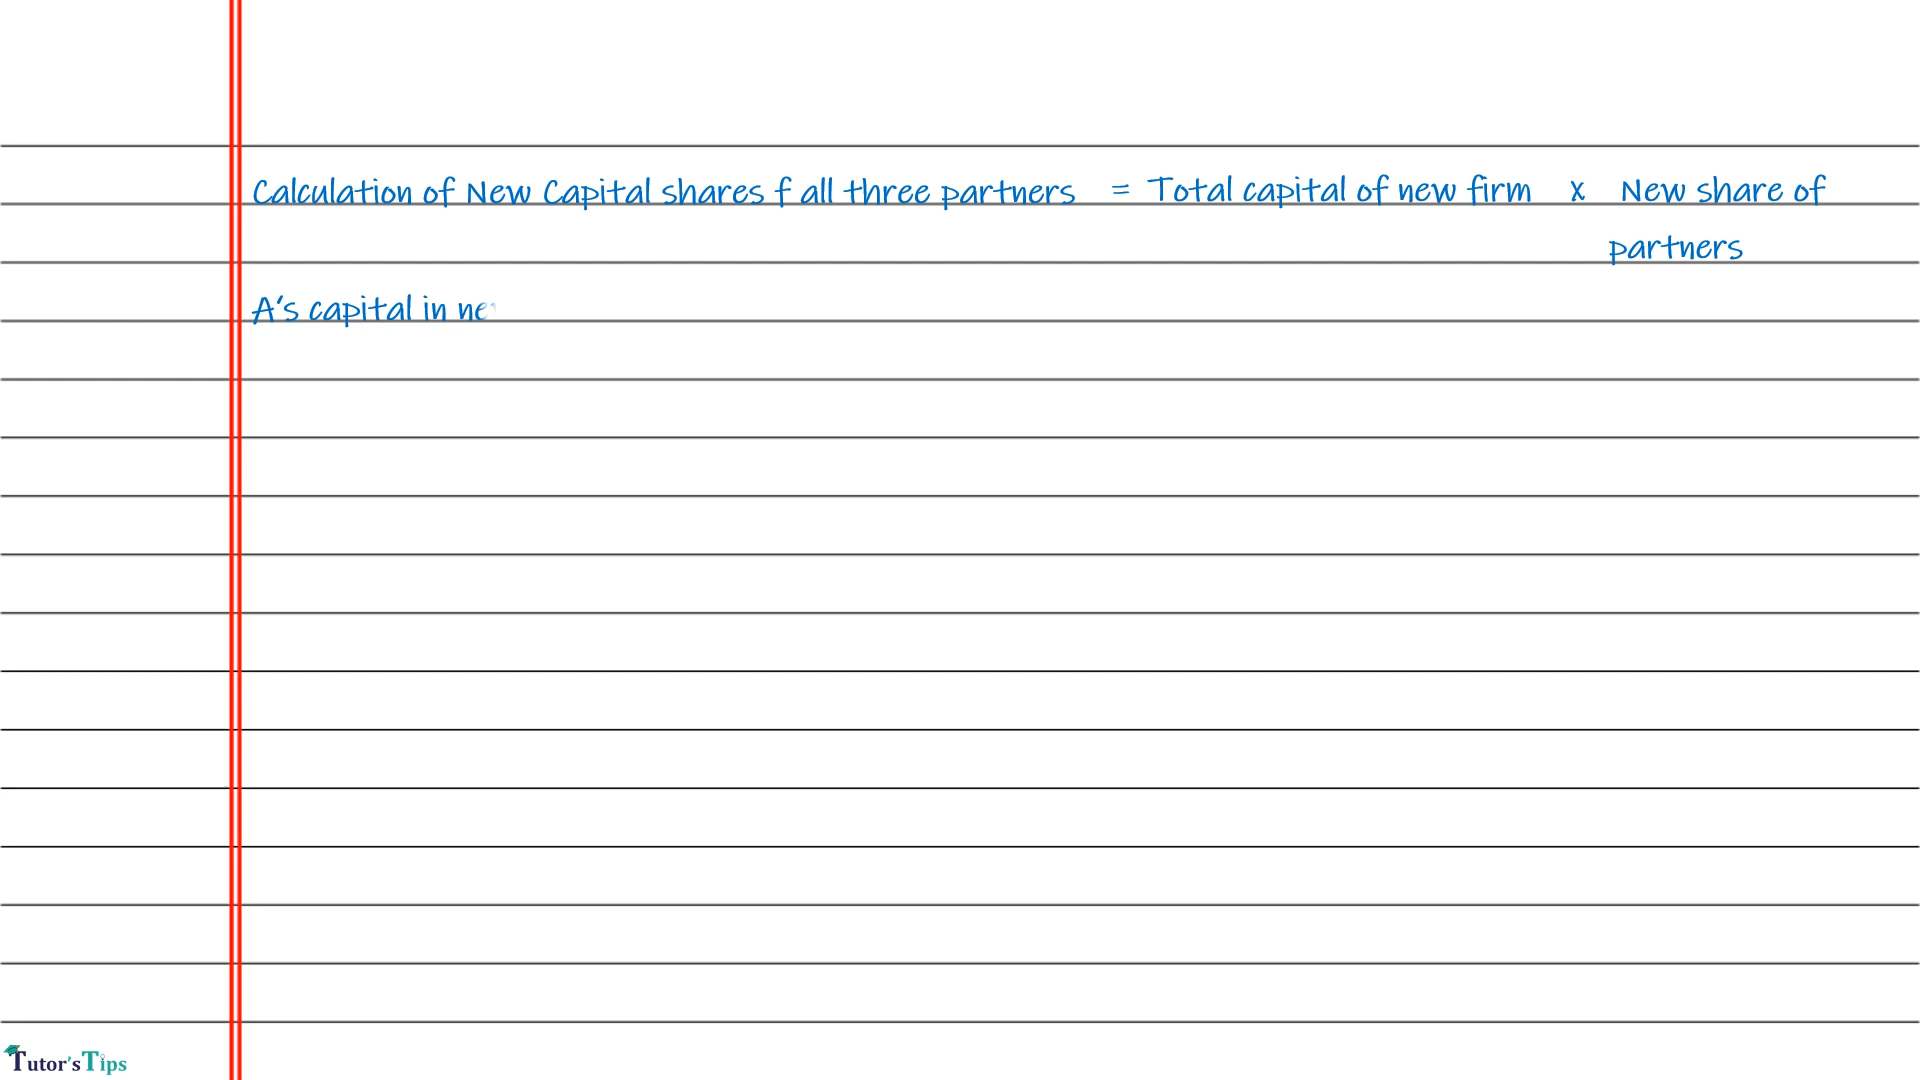 Calculation of New Capital shares f all three partners = Total capital of new firm x New share of
partners
A's capital in
Tutor'sTips